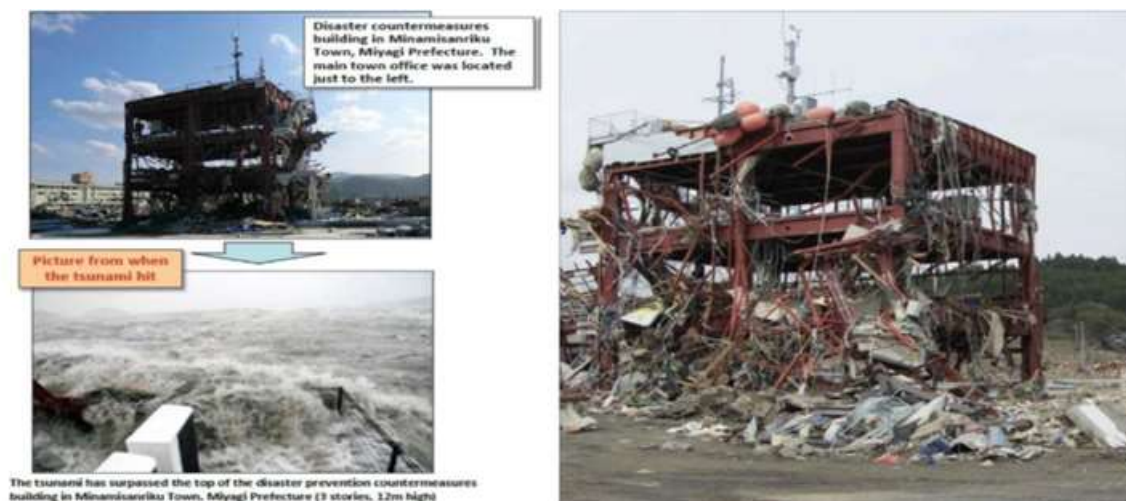 Disaster countermeasures
building in Minamisanriku
Town, Miyagi Prefecture.  The
main town office was located
just to the left.
Picture from when
the tsunami hit
The tsunami has surpassed the top of the disaster prevention countermeasures
building in Minamisanriku Town, Miyagi Prefecture (3 stories, 12m high)